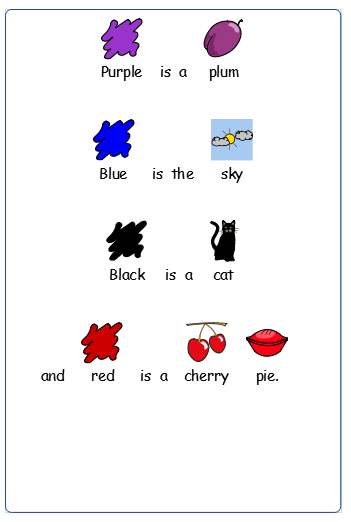 Purple is a plum
Blue is the sky
Black is a cat
and red is a cherry pie.